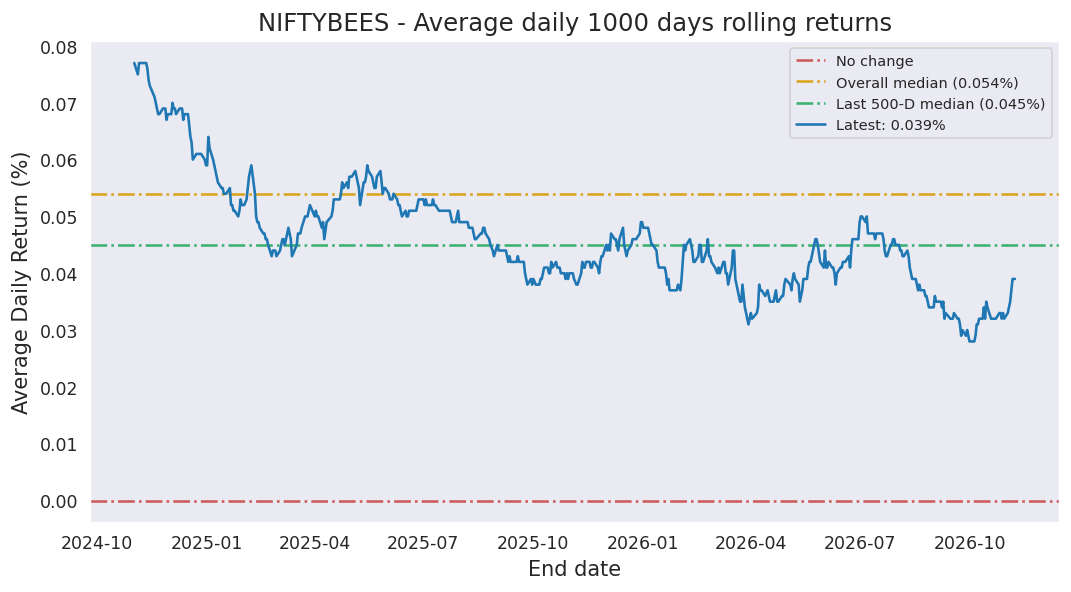 NIFTYBEES - Average daily 1000 days rolling returns
No change
Overall median (0.054%)
Last 500-D median (0.045%)
Latest: 0.039%
Average Daily Return (%)
0.08
0.07
0.06
0.05
0.04
0.03
0.02
0.01
0.00
2024-10 2025-01 2025-04 2025-07 2025-10 2026-01 2026-04 2026-07 2026-10
End date